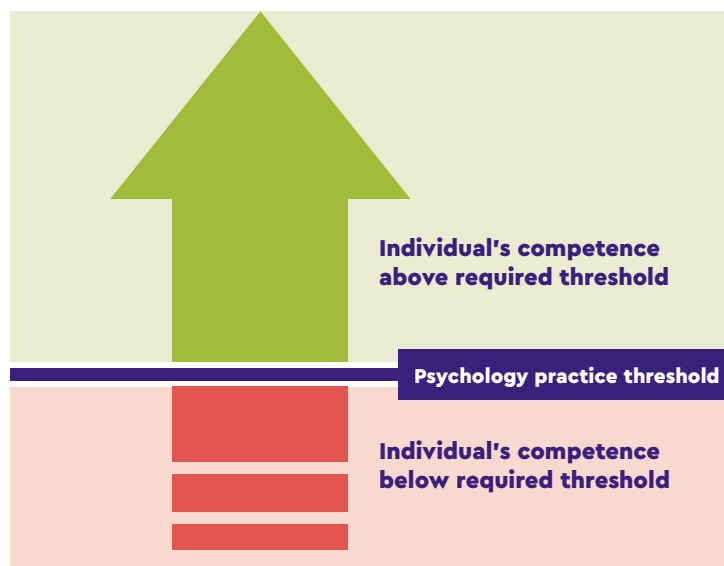 Individual's competence
above required threshold
Psychology practice threshold
Individual's competence
below required threshold